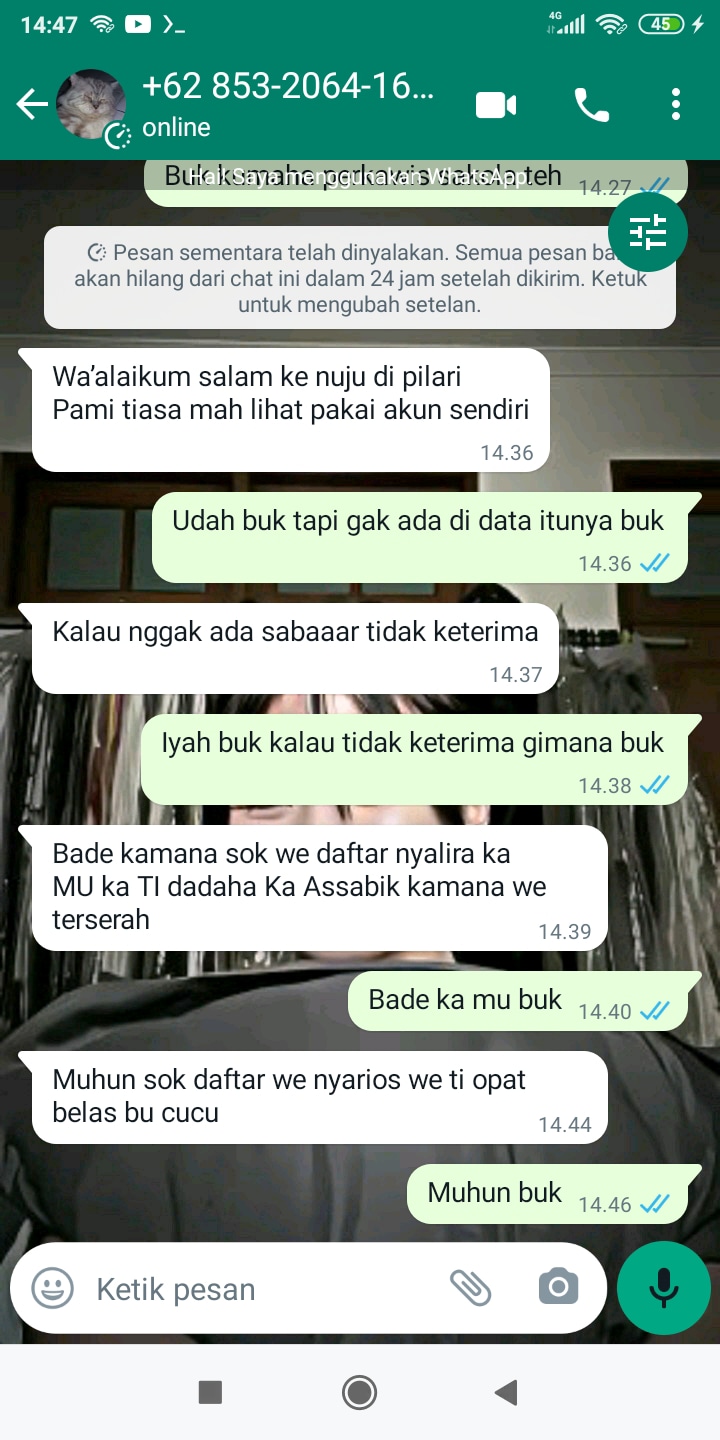 14:47
4G
45
+62 853-2064-16...
online
Hai! Saya menggunakan WhatsApp.
Buk teh
14.27
Pesan sementara telah dinyalakan. Semua pesan ba
akan hilang dari chat ini dalam 24 jam setelah dikirim. Ketuk
untuk mengubah setelan.
Wa’alaikum salam ke nuju di pilari
Pami tiasa mah lihat pakai akun sendiri
14.36
Udah buk tapi gak ada di data itunya buk
14.36
Kalau nggak ada sabaaar tidak keterima
14.37
Iyah buk kalau tidak keterima gimana buk
14.38
Bade kamana sok we daftar nyalira ka
MU ka TI dadaha Ka Assabik kamana we
terserah
14.39
Bade ka mu buk 14.40
Muhun sok daftar we nyarios we ti opat
belas bu cucu
14.44
Muhun buk 14.46
Ketik pesan